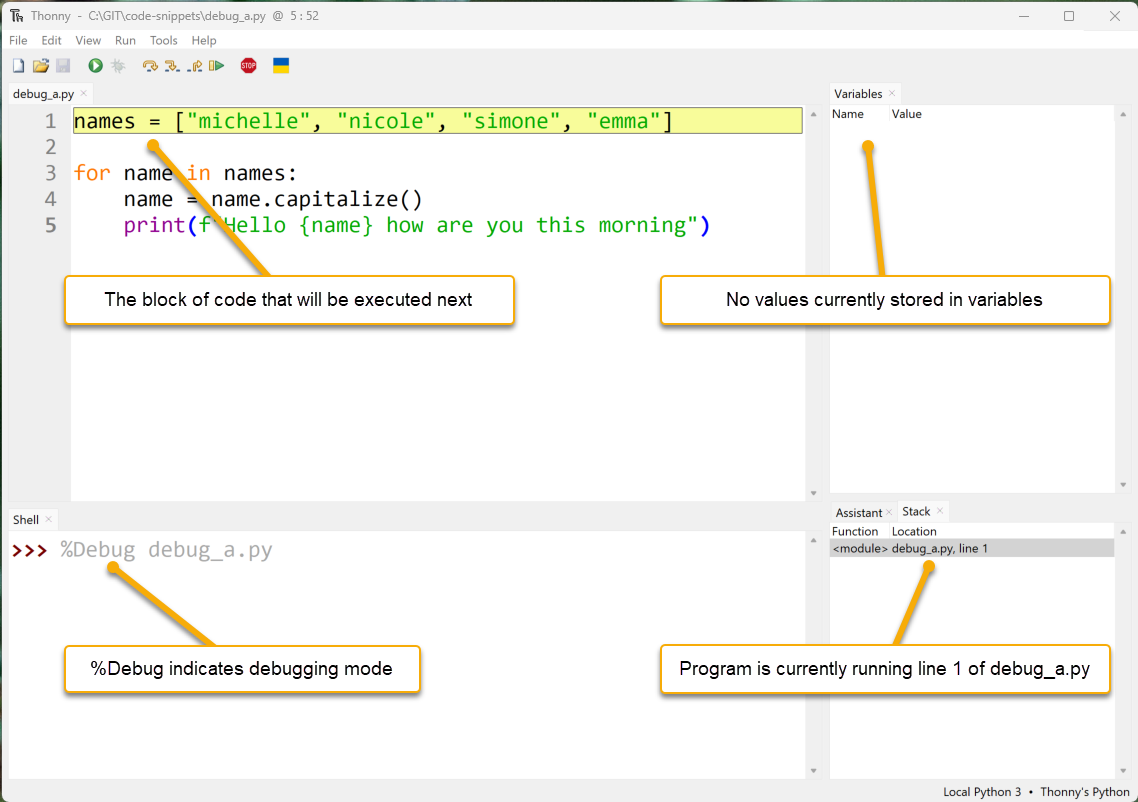 Thonny - C:\GIT\code-snippets\debug_a.py @ 5 : 52
File Edit View Run Tools Help
STOP
debug_a.py ×
1 names = ["michelle", "nicole", "simone", "emma"]
2
3 for name in names:
4 name = name.capitalize()
5 print(f"Hello {name} how are you this morning")
The block of code that will be executed next
Variables ×
Name Value
No values currently stored in variables
Shell ×
>>> %Debug debug_a.py
%Debug indicates debugging mode
Assistant × Stack ×
Function Location
<module> debug_a.py, line 1
Program is currently running line 1 of debug_a.py
Local Python 3 • Thonny's Python